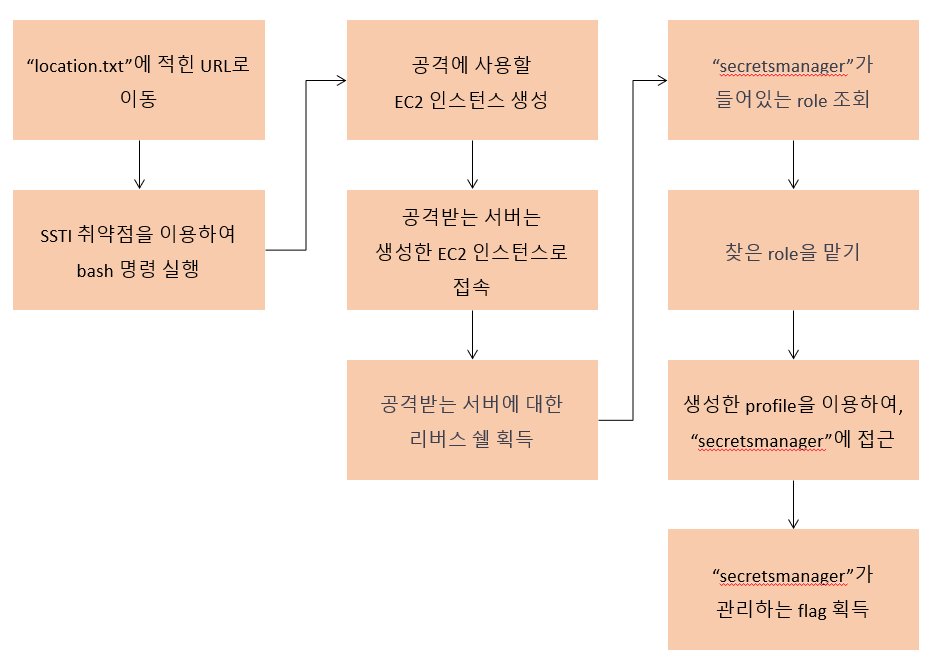 “location.txt”에 적힌 URL로
이동
SSTI 취약점을 이용하여
bash 명령 실행
공격에 사용할
EC2 인스턴스 생성
공격받는 서버는
생성한 EC2 인스턴스로
접속
공격받는 서버에 대한
리버스 쉘 획득
“secretsmanager”가
들어있는 role 조회
찾은 role을 맡기
생성한 profile을 이용하여,
“secretsmanager”에 접근
“secretsmanager”가
관리하는 flag 획득